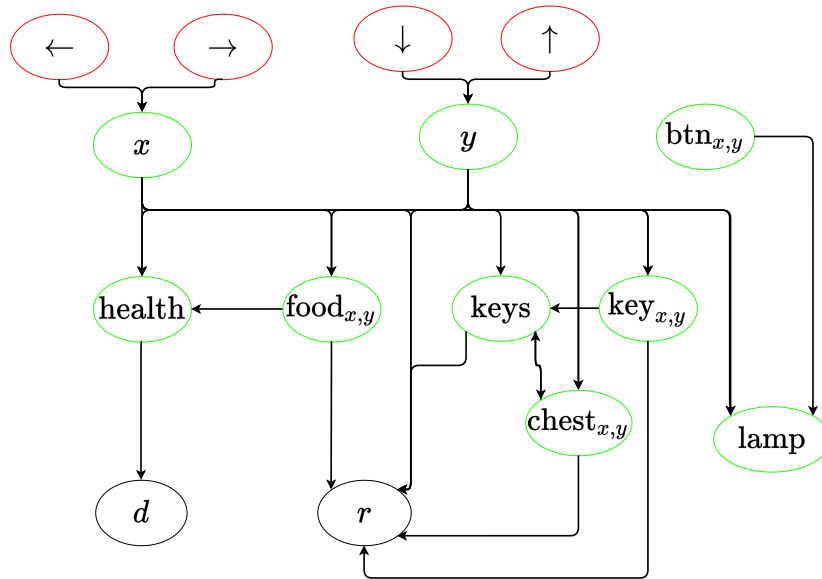 ← → ↓ ↑
x y btn_{x,y}
health food_{x,y} keys key_{x,y}
chest_{x,y} lamp
d r